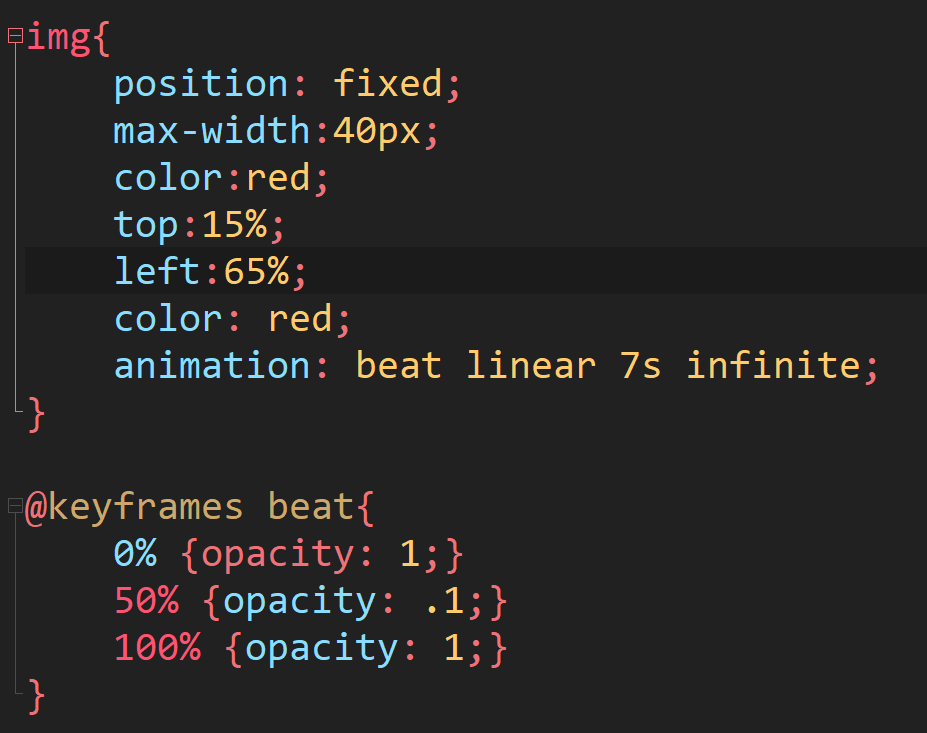 img{
position: fixed;
max-width:40px;
color:red;
top:15%;
left:65%;
color: red;
animation: beat linear 7s infinite;
}
@keyframes beat{
0% {opacity: 1;}
50% {opacity: .1;}
100% {opacity: 1;}
}